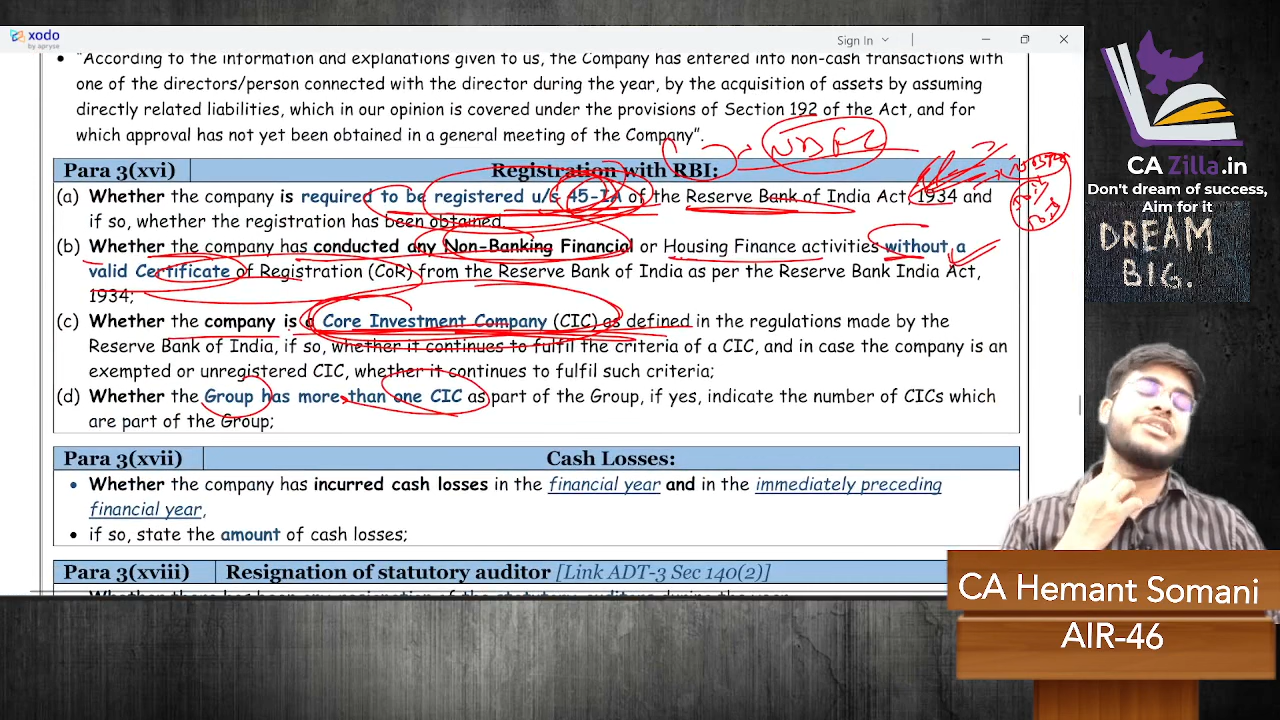 xodo
by apryse
Sign In
"According to the information and explanations given to us, the Company has entered into non-cash transactions with
one of the directors/person connected with the director during the year, by the acquisition of assets by assuming
directly related liabilities, which in our opinion is covered under the provisions of Section 192 of the Act, and for
which approval has not yet been obtained in a general meeting of the Company".
NBFC
Para 3(xvi) Registration with RBI:
(a) Whether the company is required to be registered u/s 45-IA of the Reserve Bank of India Act, 1934 and
if so, whether the registration has been obtained.
(b) Whether the company has conducted any Non-Banking Financial or Housing Finance activities without a
valid Certificate of Registration (CoR) from the Reserve Bank of India as per the Reserve Bank India Act,
1934;
(c) Whether the company is a Core Investment Company (CIC) as defined in the regulations made by the
Reserve Bank of India, if so, whether it continues to fulfil the criteria of a CIC, and in case the company is an
exempted or unregistered CIC, whether it continues to fulfil such criteria;
(d) Whether the Group has more than one CIC as part of the Group, if yes, indicate the number of CICs which
are part of the Group;
Para 3(xvii) Cash Losses:
• Whether the company has incurred cash losses in the financial year and in the immediately preceding
financial year,
• if so, state the amount of cash losses;
Para 3(xviii) Resignation of statutory auditor [Link ADT-3 Sec 140(2)]
CA Zilla.in
Don't dream of success,
Aim for it
DREAM
BIG.
CA Hemant Somani
AIR-46